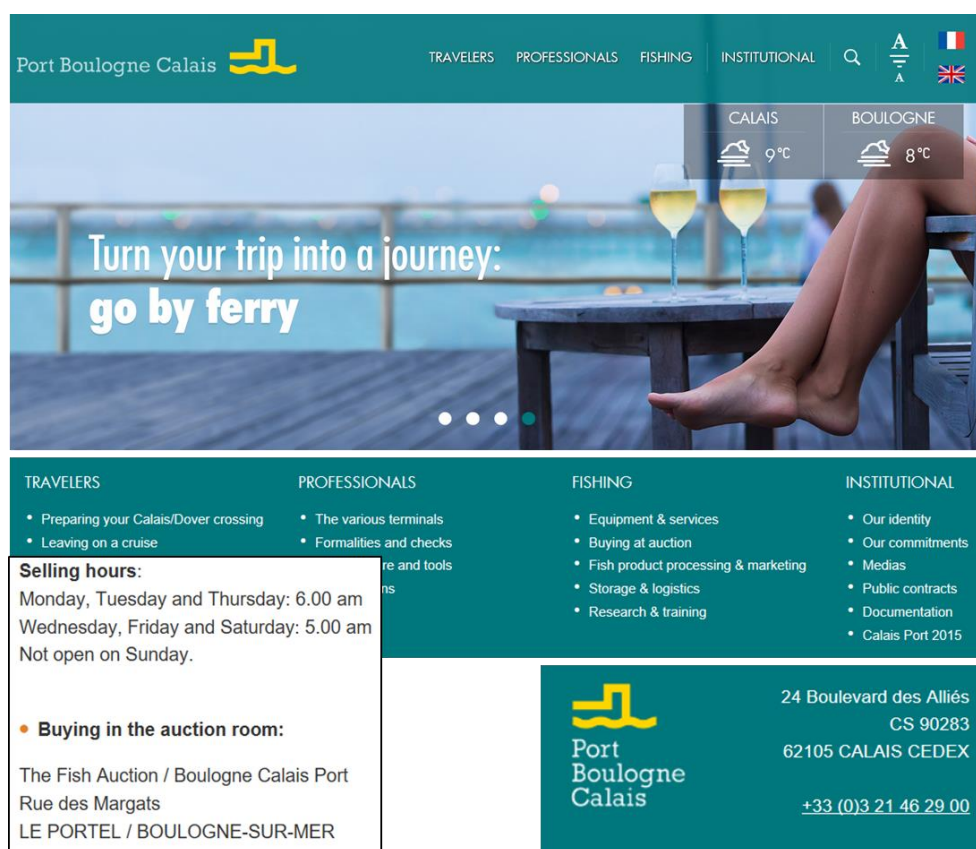 Port Boulogne Calais
TRAVELERS PROFESSIONALS FISHING INSTITUTIONAL A A
CALAIS BOULOGNE
9°C 8°C
Turn your trip into a journey:
go by ferry
TRAVELERS
• Preparing your Calais/Dover crossing
• Leaving on a cruise
PROFESSIONALS
• The various terminals
• Formalities and checks
and tools
FISHING
• Equipment & services
• Buying at auction
• Fish product processing & marketing
• Storage & logistics
• Research & training
INSTITUTIONAL
• Our identity
• Our commitments
• Medias
• Public contracts
• Documentation
• Calais Port 2015
Selling hours:
Monday, Tuesday and Thursday: 6.00 am
Wednesday, Friday and Saturday: 5.00 am
Not open on Sunday.
• Buying in the auction room:
The Fish Auction / Boulogne Calais Port
Rue des Margats
LE PORTEL / BOULOGNE-SUR-MER
Port
Boulogne
Calais
24 Boulevard des Alliés
CS 90283
62105 CALAIS CEDEX
+33 (0)3 21 46 29 00